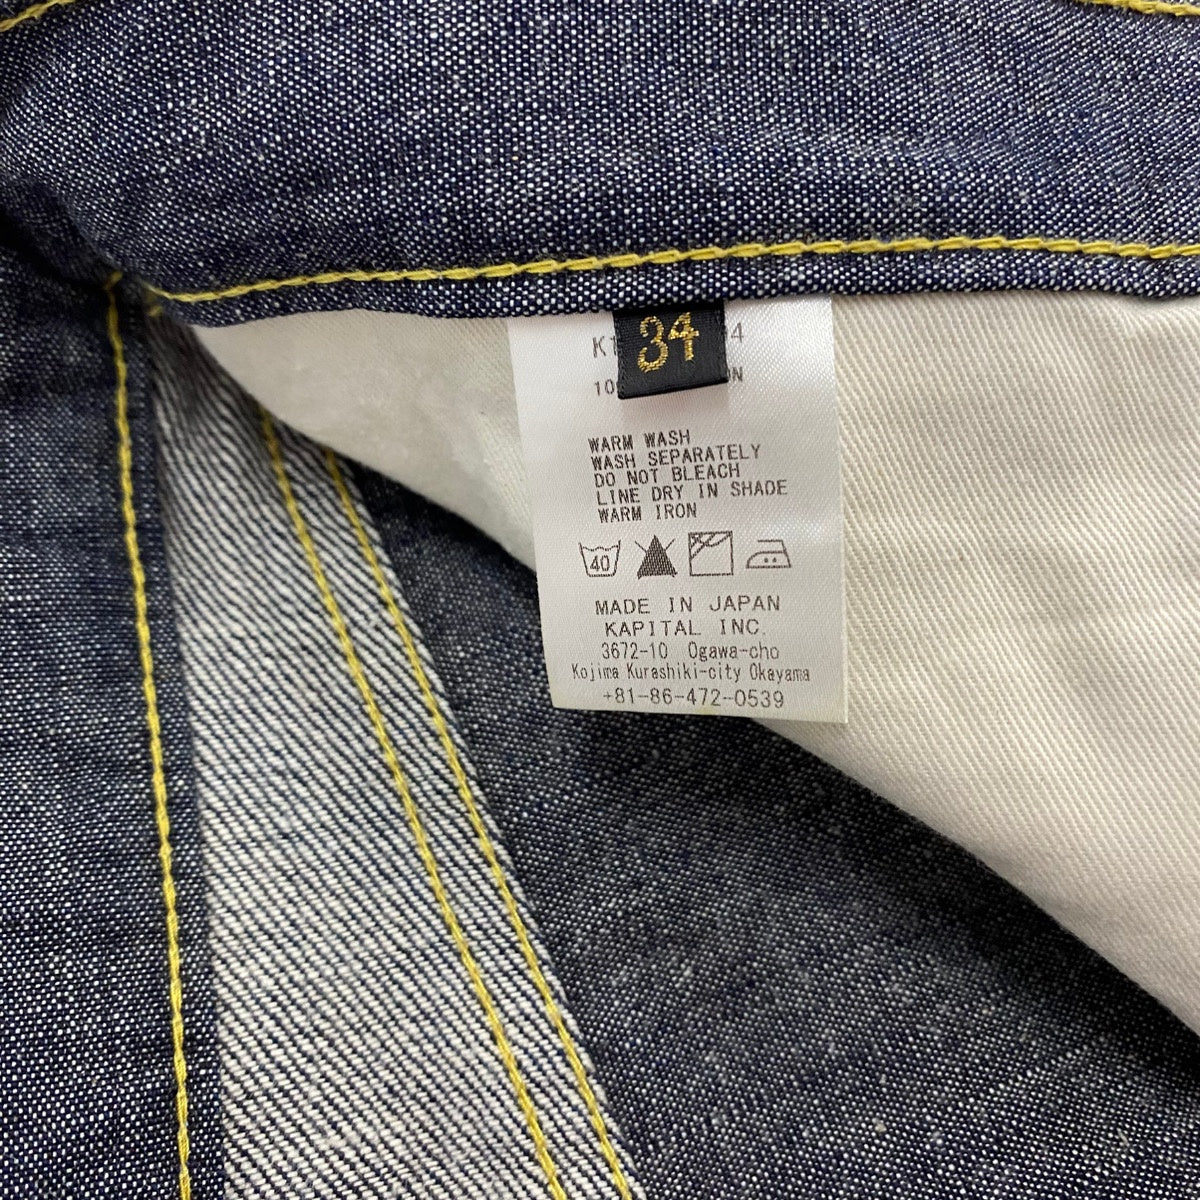 34
WARM WASH
WASH SEPARATELY
DO NOT BLEACH
LINE DRY IN SHADE
WARM IRON
40
MADE IN JAPAN
KAPITAL INC.
3672-10 Ogawa-cho
Kojima Kurashiki-city Okayama
+81-86-472-0539